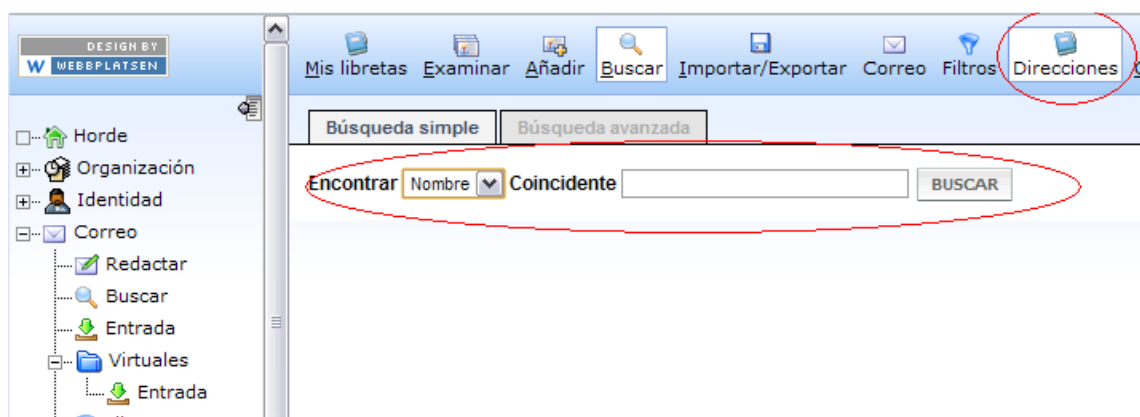 DESIGN BY
W WEBBPLATSEN
Mis libretas Examinar Añadir Buscar Importar/Exportar Correo Filtros Direcciones
Búsqueda simple Búsqueda avanzada
Encontrar Nombre Coincidente BUSCAR
Horde
Organización
Identidad
Correo
Redactar
Buscar
Entrada
Virtuales
Entrada